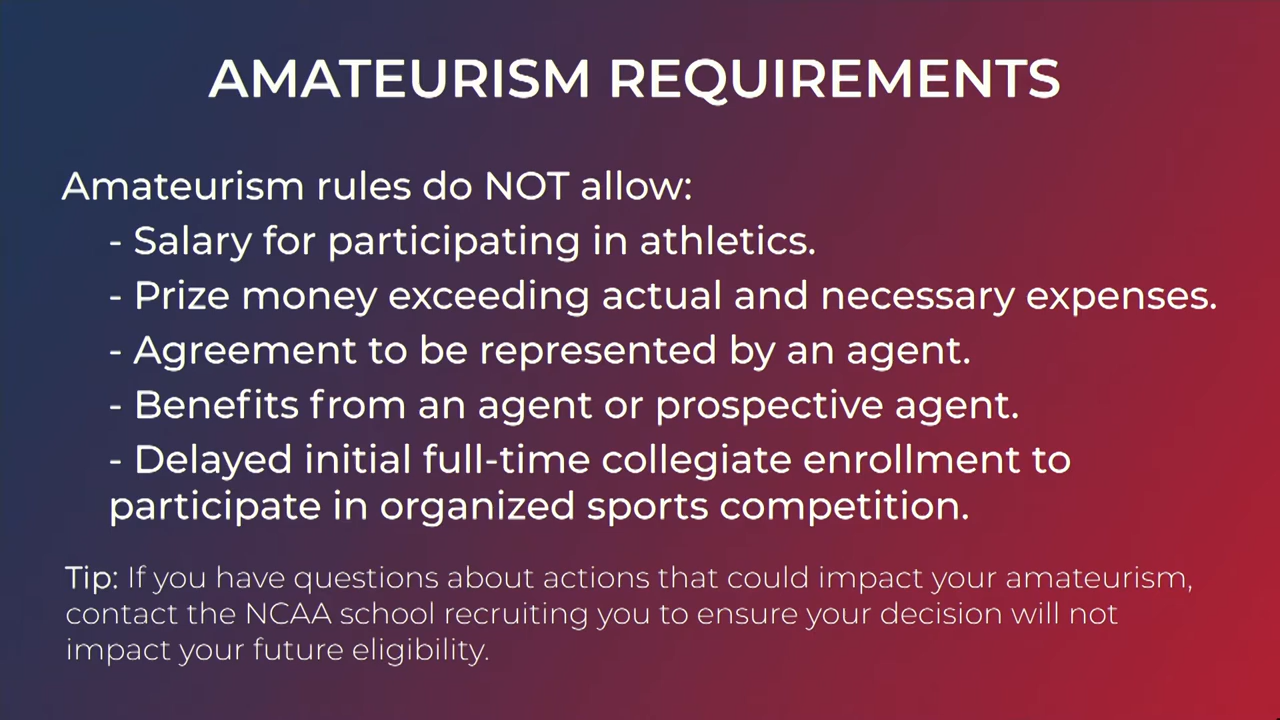 AMATEURISM REQUIREMENTS
Amateurism rules do NOT allow:
- Salary for participating in athletics.
- Prize money exceeding actual and necessary expenses.
- Agreement to be represented by an agent.
- Benefits from an agent or prospective agent.
- Delayed initial full-time collegiate enrollment to
participate in organized sports competition.
Tip: If you have questions about actions that could impact your amateurism,
contact the NCAA school recruiting you to ensure your decision will not
impact your future eligibility.